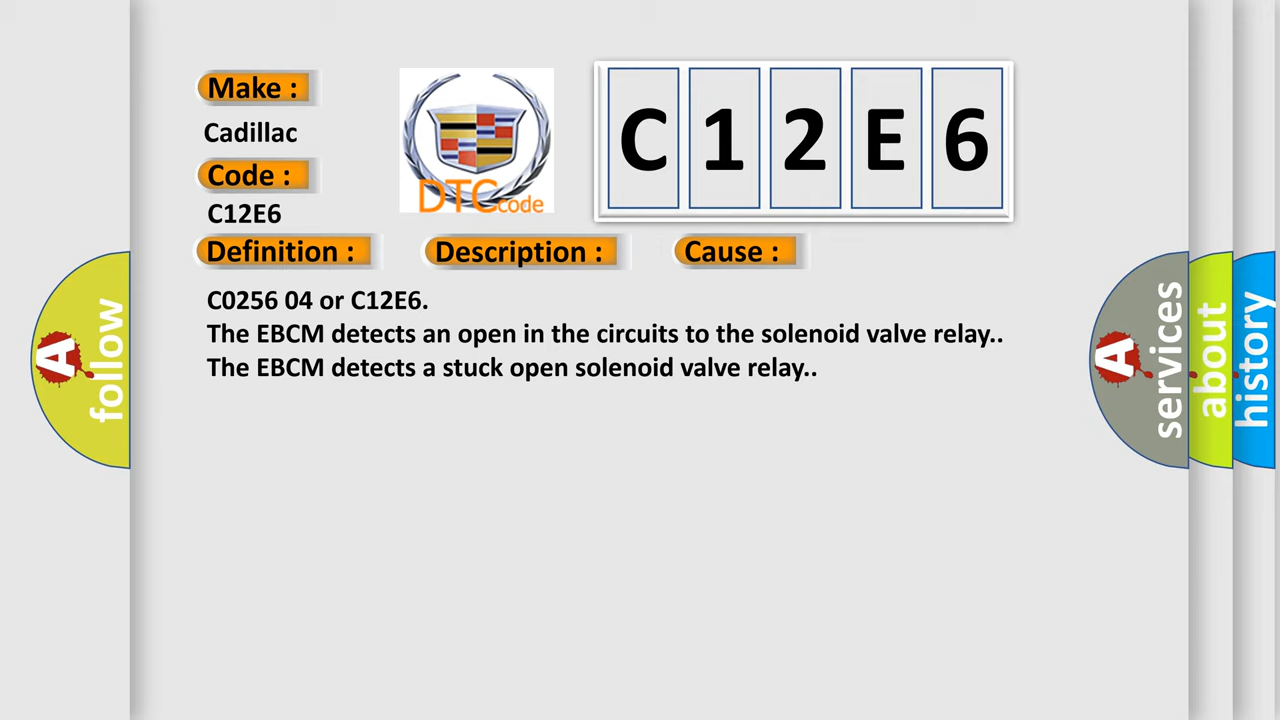 Make :
Cadillac
Code :
C12E6
DTC code
C 1 2 E 6
Definition :
Description :
Cause :
C0256 04 or C12E6.
The EBCM detects an open in the circuits to the solenoid valve relay..
The EBCM detects a stuck open solenoid valve relay..
A follow
A services
about
history